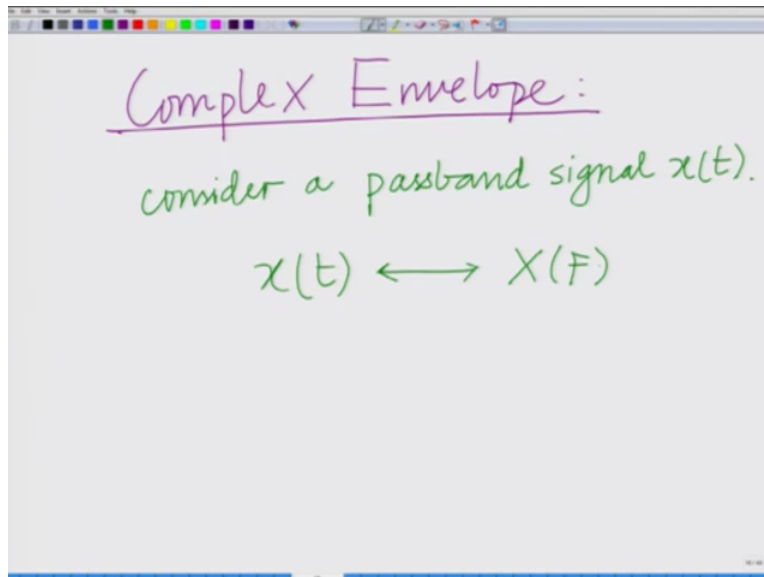 Complex Envelope:
consider a passband signal x(t).
x(t) ⟷ X(F)